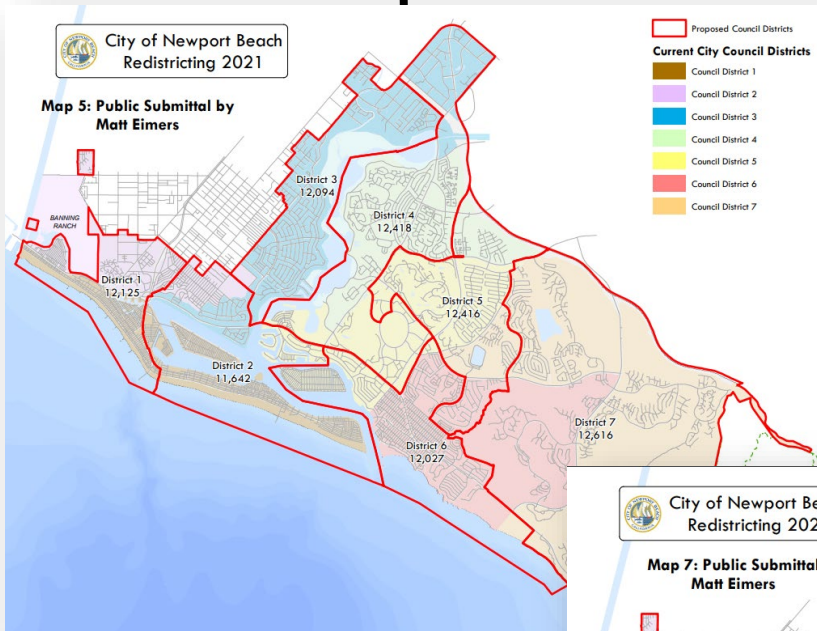 City of Newport Beach
Redistricting 2021
Map 5: Public Submittal by
Matt Eimers
Proposed Council Districts
Current City Council Districts
Council District 1
Council District 2
Council District 3
Council District 4
Council District 5
Council District 6
Council District 7
BANNING
RANCH
District 3
12,094
District 4
12,418
District 1
12,125
District 5
12,416
District 2
11,642
District 7
12,616
District 6
12,027
City of Newport Be
Redistricting 202
Map 7: Public Submittal
Matt Eimers